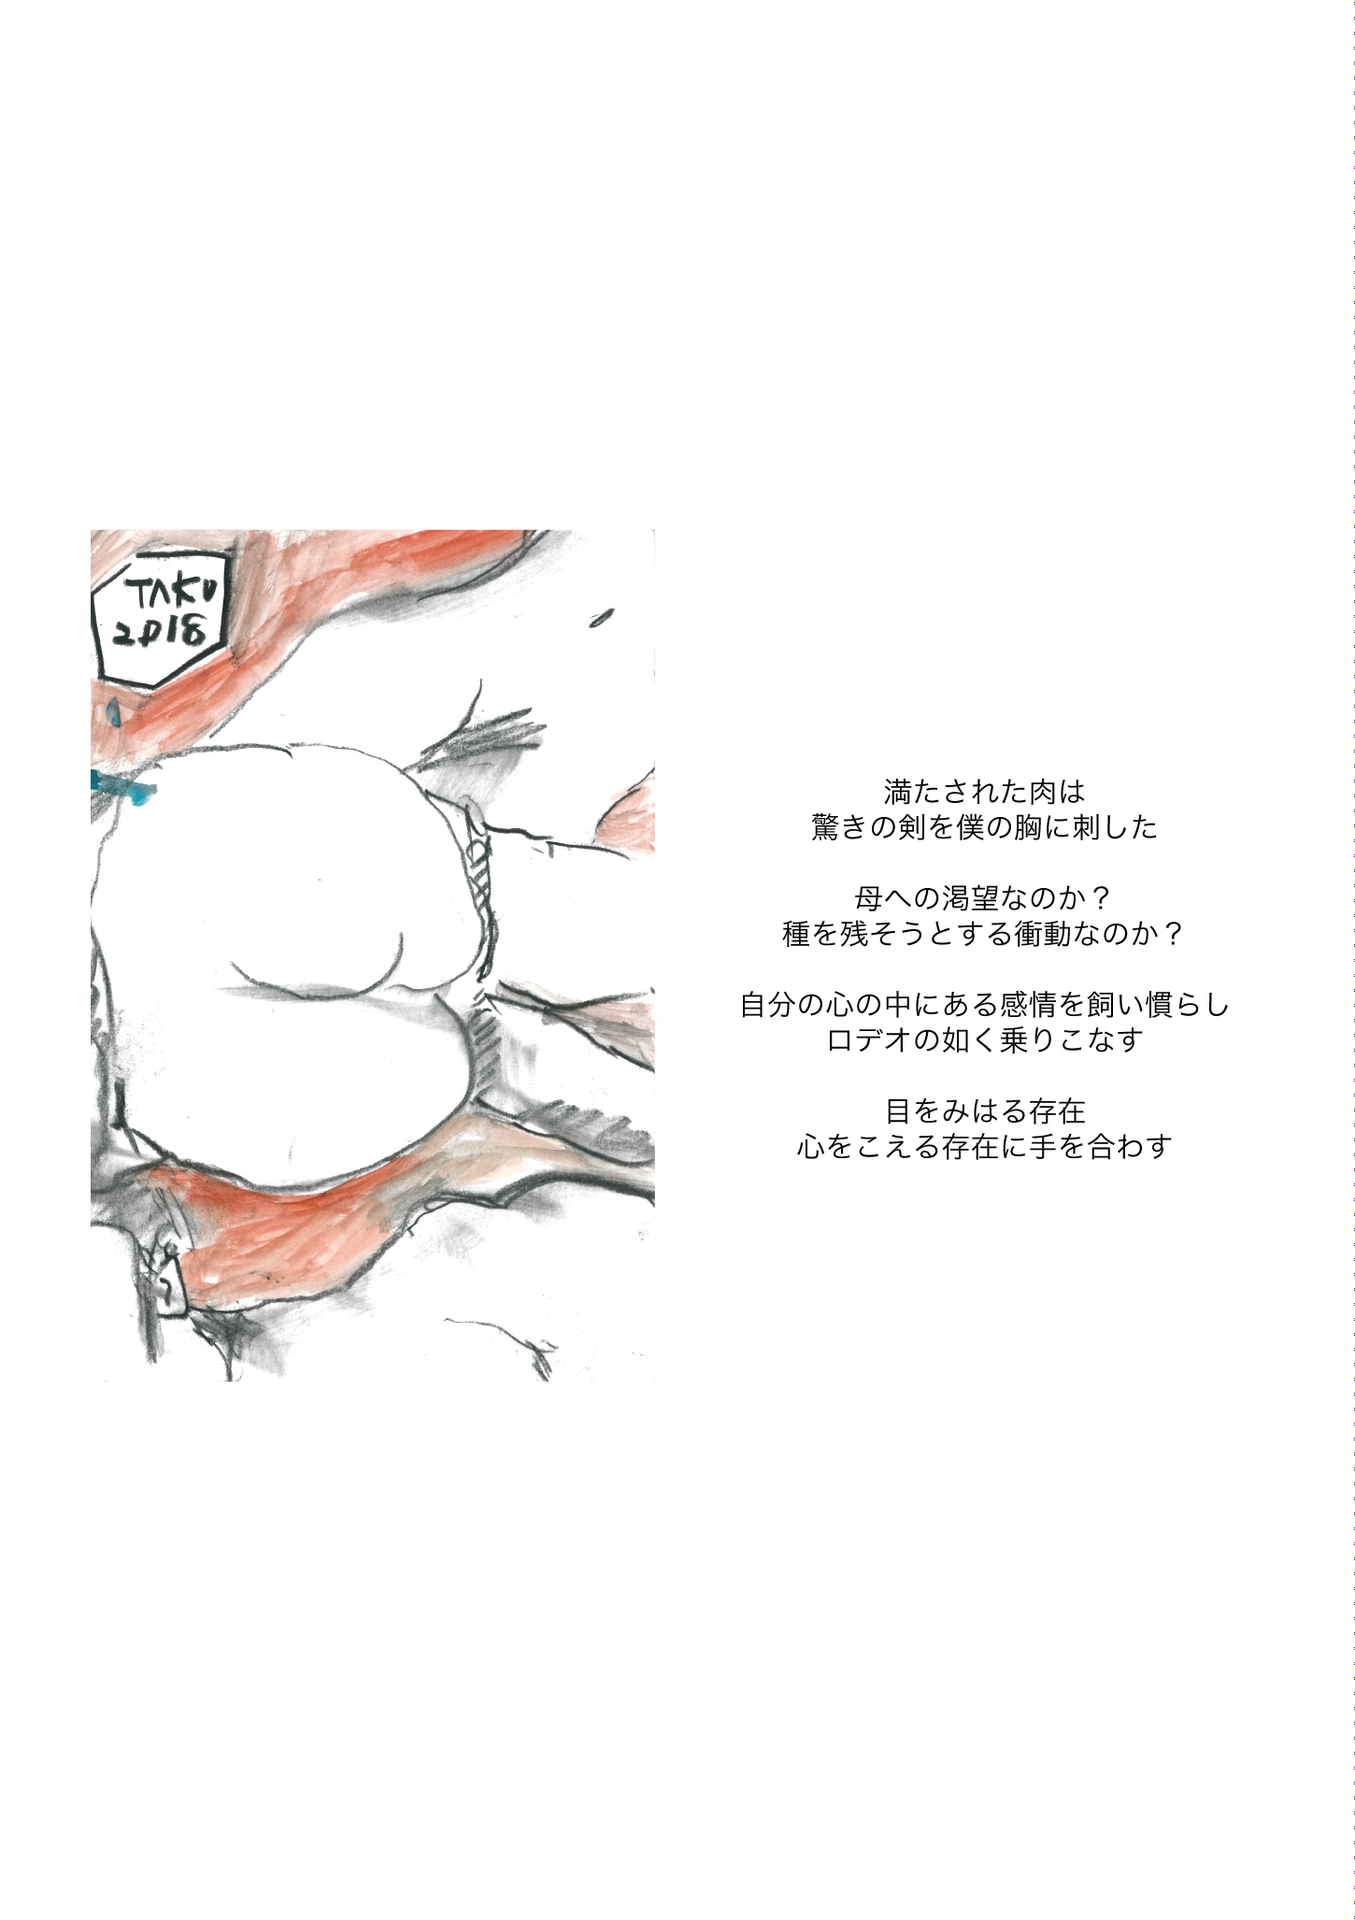 TAKU
2018
満たされた肉は
驚きの剣を僕の胸に刺した
母への渇望なのか？
種を残そうとする衝動なのか？
自分の心の中にある感情を飼い慣らし
ロデオの如く乗りこなす
目をみはる存在
心をこえる存在に手を合わす